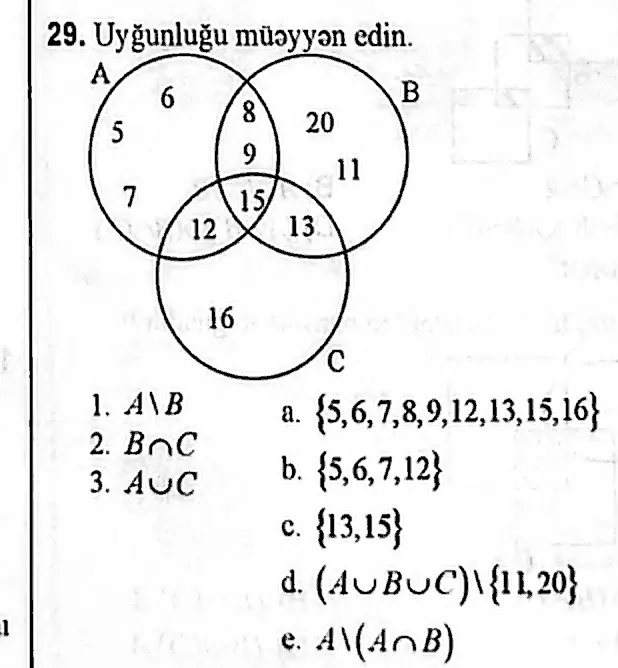 29. Uyğunluğu müəyyən edin.
A
B
6
8
20
5
9
11
7
15
12
13
16
C
1. A\B
2. B∩C
3. A∪C
a. {5,6,7,8,9,12,13,15,16}
b. {5,6,7,12}
c. {13,15}
d. (A∪B∪C)\{11,20}
e. A\(A∩B)